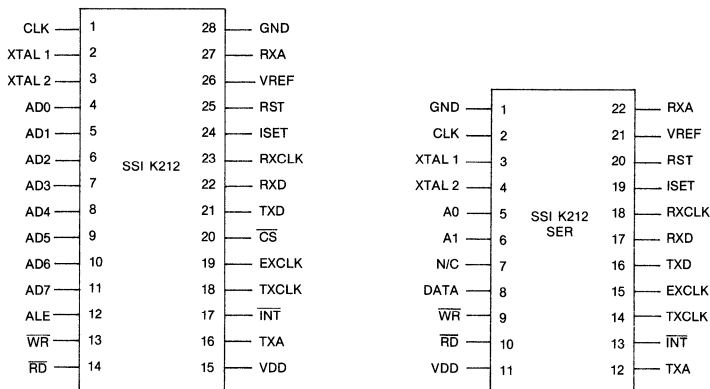 CLK 1 28 GND
XTAL 1 2 27 RXA
XTAL 2 3 26 VREF
AD0 4 25 RST
AD1 5 24 ISET
AD2 6 23 RXCLK
SSI K212
AD3 7 22 RXD
AD4 8 21 TXD
AD5 9 20 CS
AD6 10 19 EXCLK
AD7 11 18 TXCLK
ALE 12 17 INT
WR 13 16 TXA
RD 14 15 VDD
GND 1 22 RXA
CLK 2 21 VREF
XTAL 1 3 20 RST
XTAL 2 4 19 ISET
A0 5 18 RXCLK
SSI K212
SER
A1 6 17 RXD
N/C 7 16 TXD
DATA 8 15 EXCLK
WR 9 14 TXCLK
RD 10 13 INT
VDD 11 12 TXA